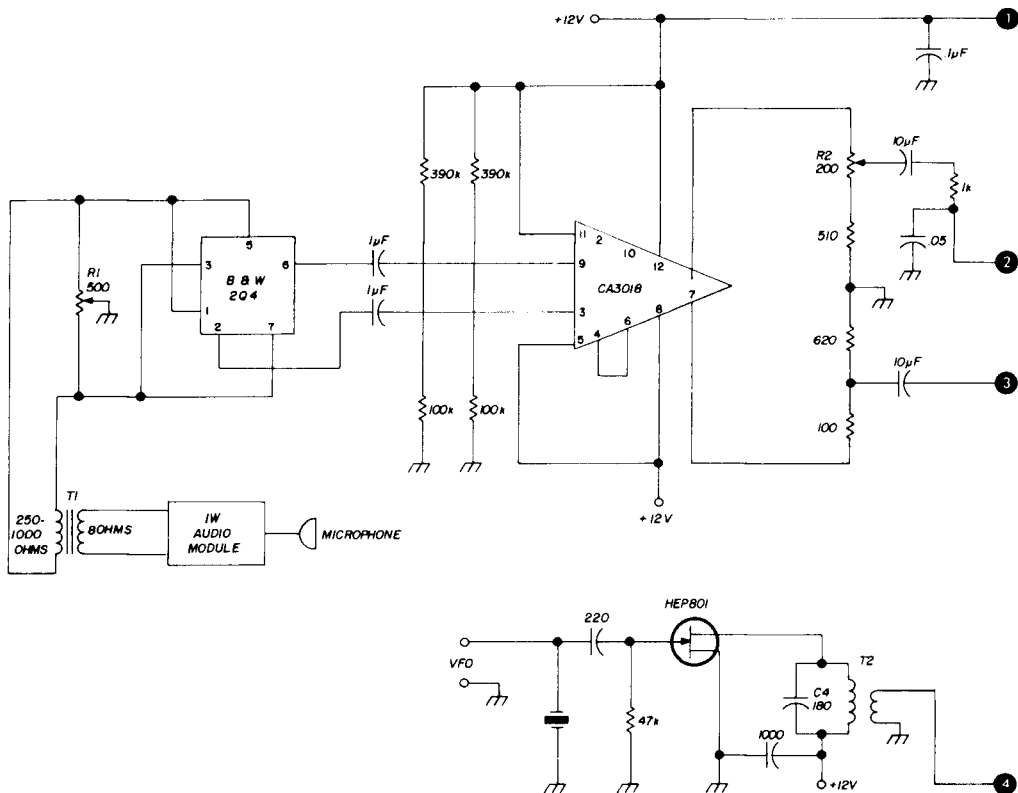 +12V
1
.1µF
390k
390k
R2
200
10µF
1k
.05
510
2
R1
500
3
5
6
B & W
2Q4
1
2
7
1µF
1µF
11
2
10
12
9
CA3018
1
7
3
8
5
4
6
620
10µF
3
100
100k
100k
+12V
T1
250-
1000
OHMS
8OHMS
1W
AUDIO
MODULE
MICROPHONE
HEP801
220
VFO
T2
C4
180
47k
1000
+12V
4